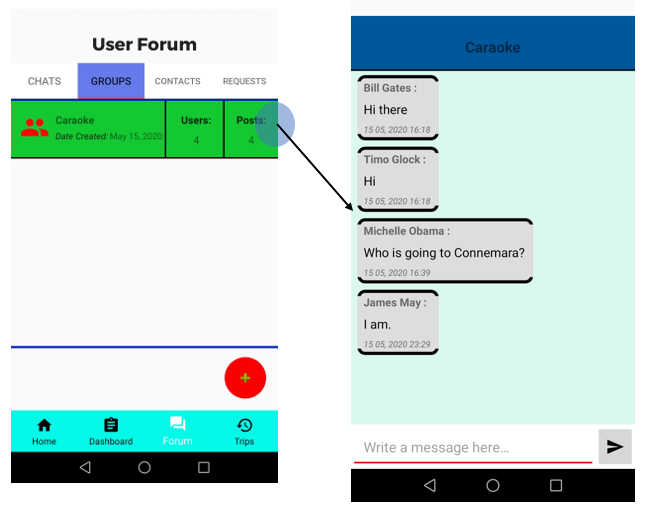 User Forum
CHATS GROUPS CONTACTS REQUESTS
Caraoke Users: Posts:
Date Created: May 15, 2020 4 4
+
Home Dashboard Forum Trips
Caraoke
Bill Gates :
Hi there
15 05, 2020 16:18
Timo Glock :
Hi
15 05, 2020 16:18
Michelle Obama :
Who is going to Connemara?
15 05, 2020 16:39
James May :
I am.
15 05, 2020 23:29
Write a message here...